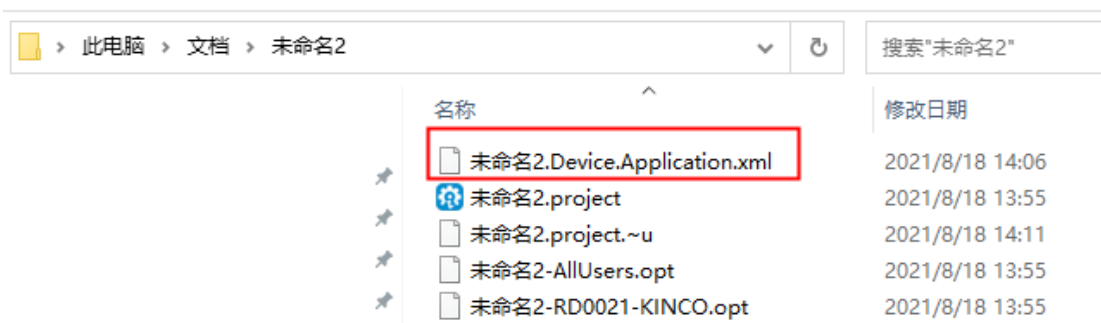 此电脑 > 文档 > 未命名2 搜索"未命名2"
名称 修改日期
未命名2.Device.Application.xml 2021/8/18 14:06
未命名2.project 2021/8/18 13:55
未命名2.project.~u 2021/8/18 14:11
未命名2-AllUsers.opt 2021/8/18 13:55
未命名2-RD0021-KINCO.opt 2021/8/18 13:55